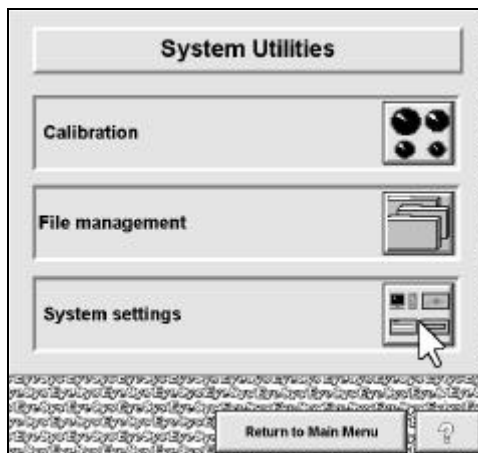 System Utilities
Calibration
File management
System settings
Return to Main Menu
?